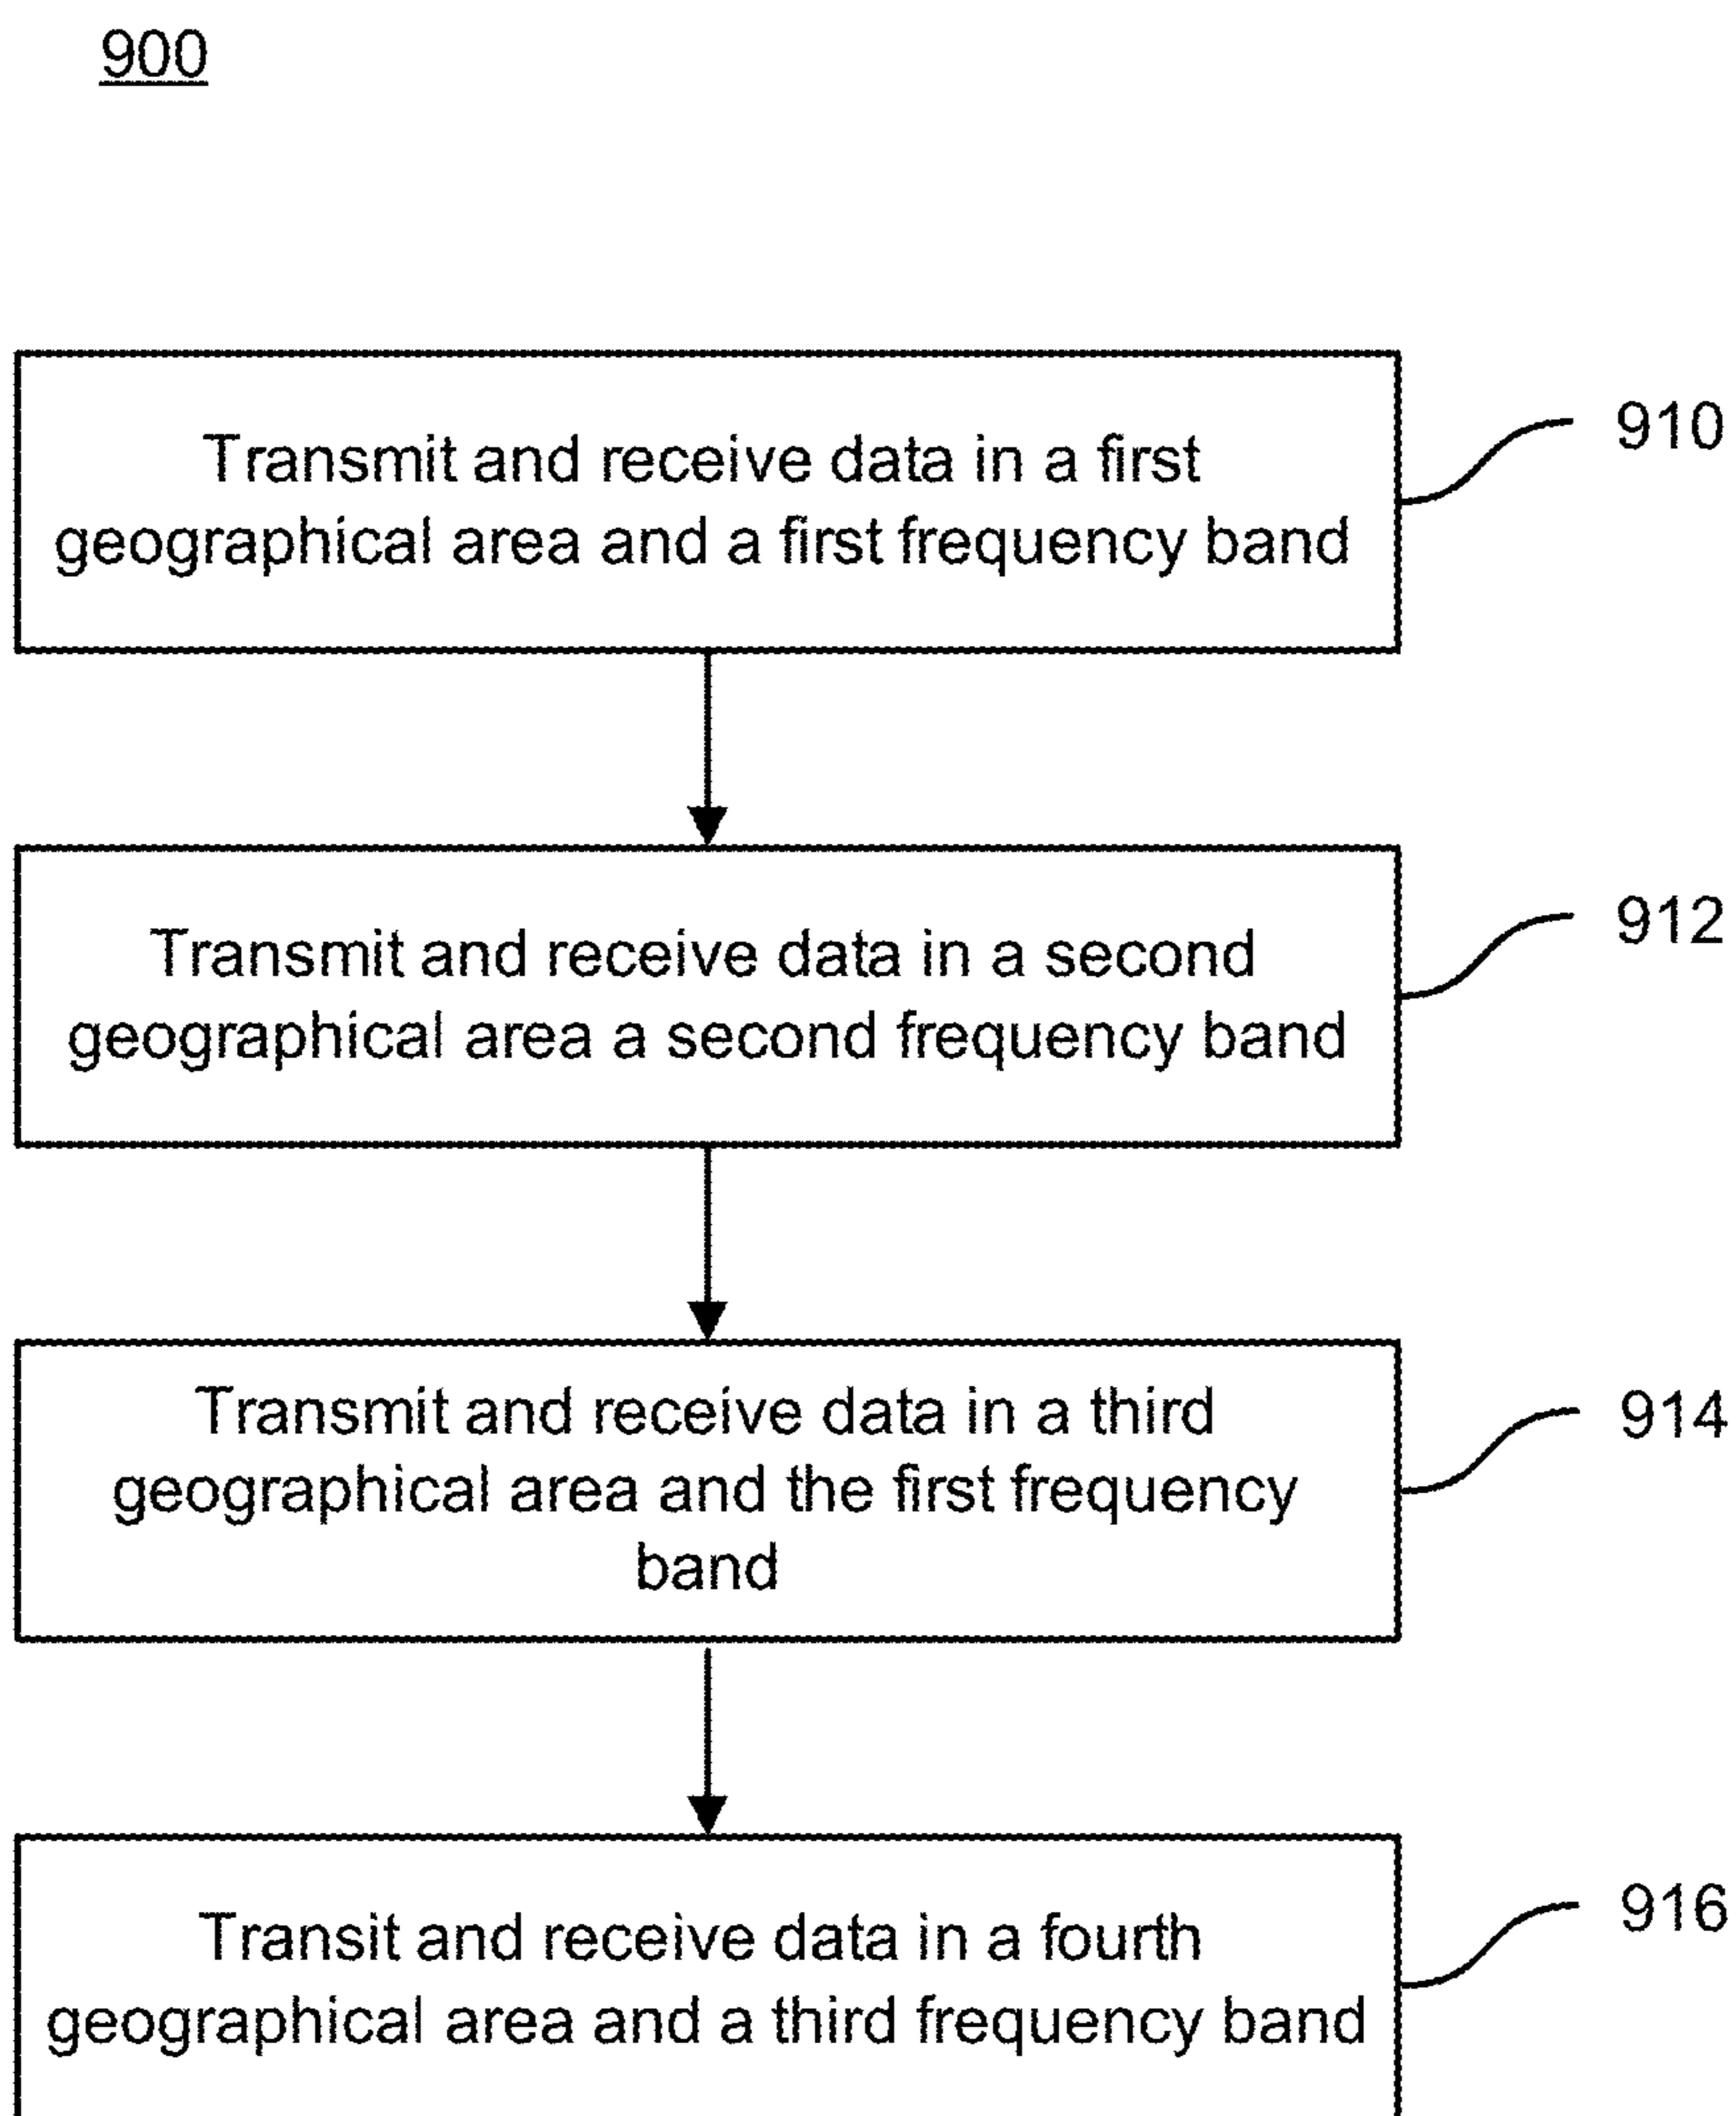 900
Transmit and receive data in a first
geographical area and a first frequency band
910
Transmit and receive data in a second
geographical area a second frequency band
912
Transmit and receive data in a third
geographical area and the first frequency
band
914
Transit and receive data in a fourth
geographical area and a third frequency band
916